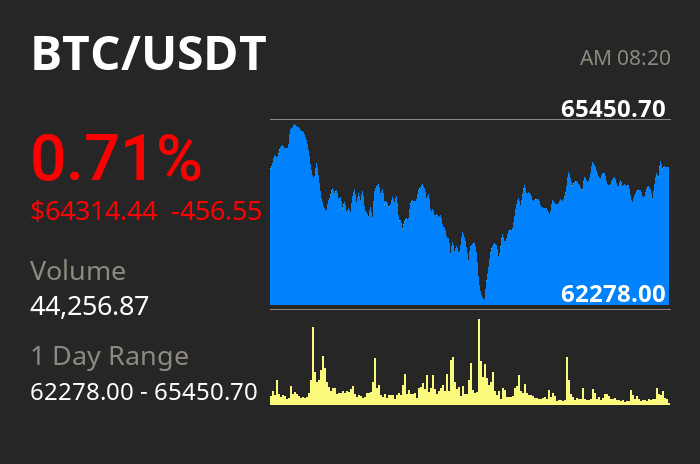 BTC/USDT
AM 08:20
65450.70
0.71%
$64314.44 -456.55
Volume
44,256.87
62278.00
1 Day Range
62278.00 - 65450.70